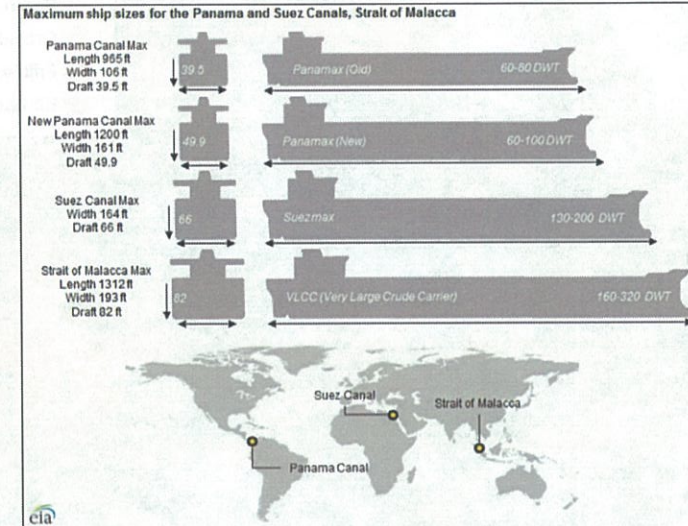 Maximum ship sizes for the Panama and Suez Canals, Strait of Malacca
Panama Canal Max
Length 965 ft
Width 106 ft
Draft 39.5 ft
39.5
Panamax (Old)
60-80 DWT
New Panama Canal Max
Length 1200 ft
Width 161 ft
Draft 49.9
49.9
Panamax (New)
60-100 DWT
Suez Canal Max
Width 164 ft
Draft 66 ft
66
Suezmax
130-200 DWT
Strait of Malacca Max
Length 1312 ft
Width 193 ft
Draft 82 ft
82
VLCC (Very Large Crude Carrier)
160-320 DWT
Suez Canal
Strait of Malacca
Panama Canal
eia